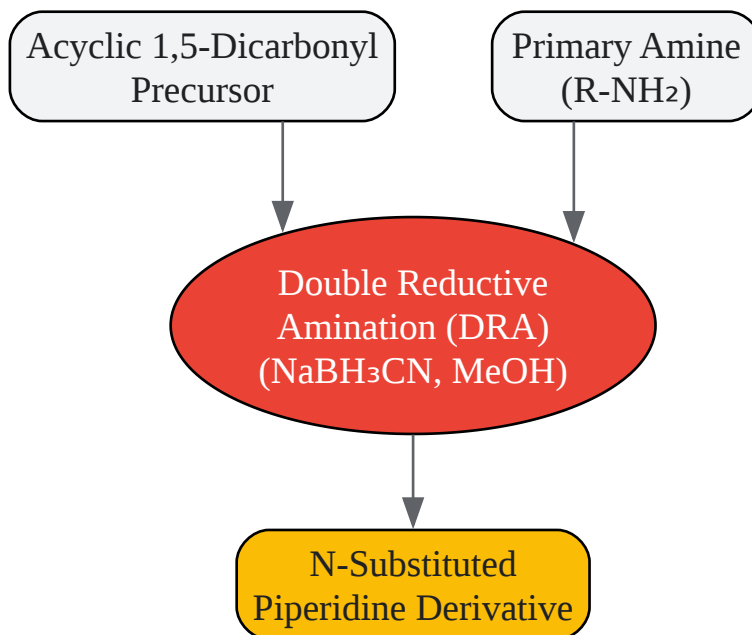 Acyclic 1,5-Dicarbonyl
Precursor
Primary Amine
(R-NH₂)
Double Reductive
Amination (DRA)
(NaBH₃CN, MeOH)
N-Substituted
Piperidine Derivative